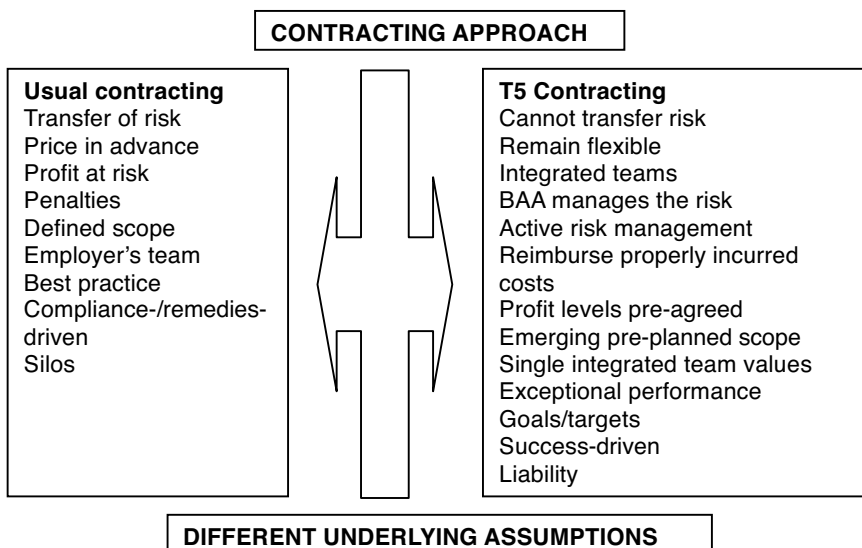 CONTRACTING APPROACH
Usual contracting
Transfer of risk
Price in advance
Profit at risk
Penalties
Defined scope
Employer's team
Best practice
Compliance-/remedies-
driven
Silos
T5 Contracting
Cannot transfer risk
Remain flexible
Integrated teams
BAA manages the risk
Active risk management
Reimburse properly incurred
costs
Profit levels pre-agreed
Emerging pre-planned scope
Single integrated team values
Exceptional performance
Goals/targets
Success-driven
Liability
DIFFERENT UNDERLYING ASSUMPTIONS